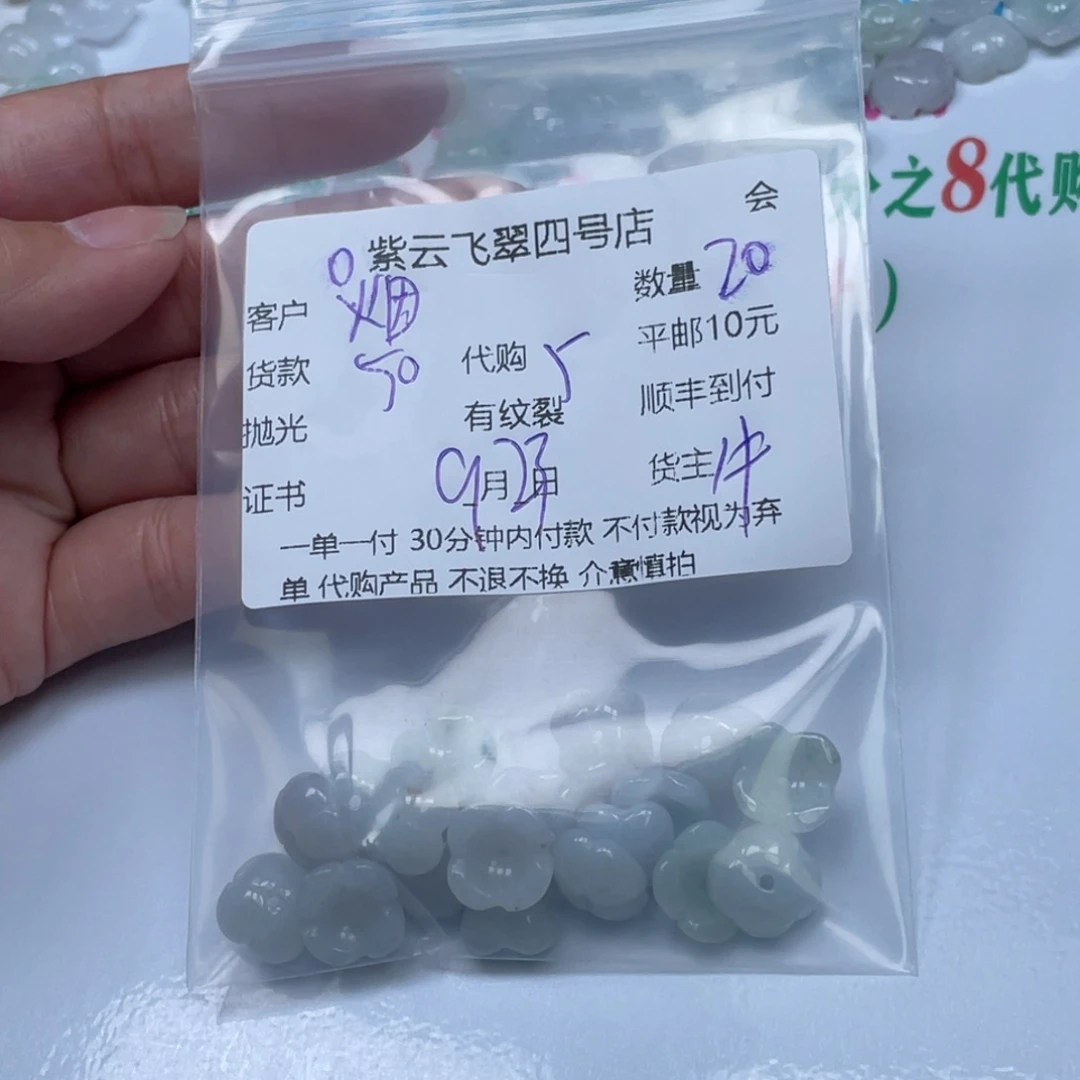 会
紫云飞翠四号店
客户 烟 数量 20
货款 50 代购 5 平邮10元
抛光 有纹裂 顺丰到付
证书 9月23日 货主
一单一付 30分钟内付款 不付款视为弃
单 代购产品 不退不换 介意慎拍
之8代购
)